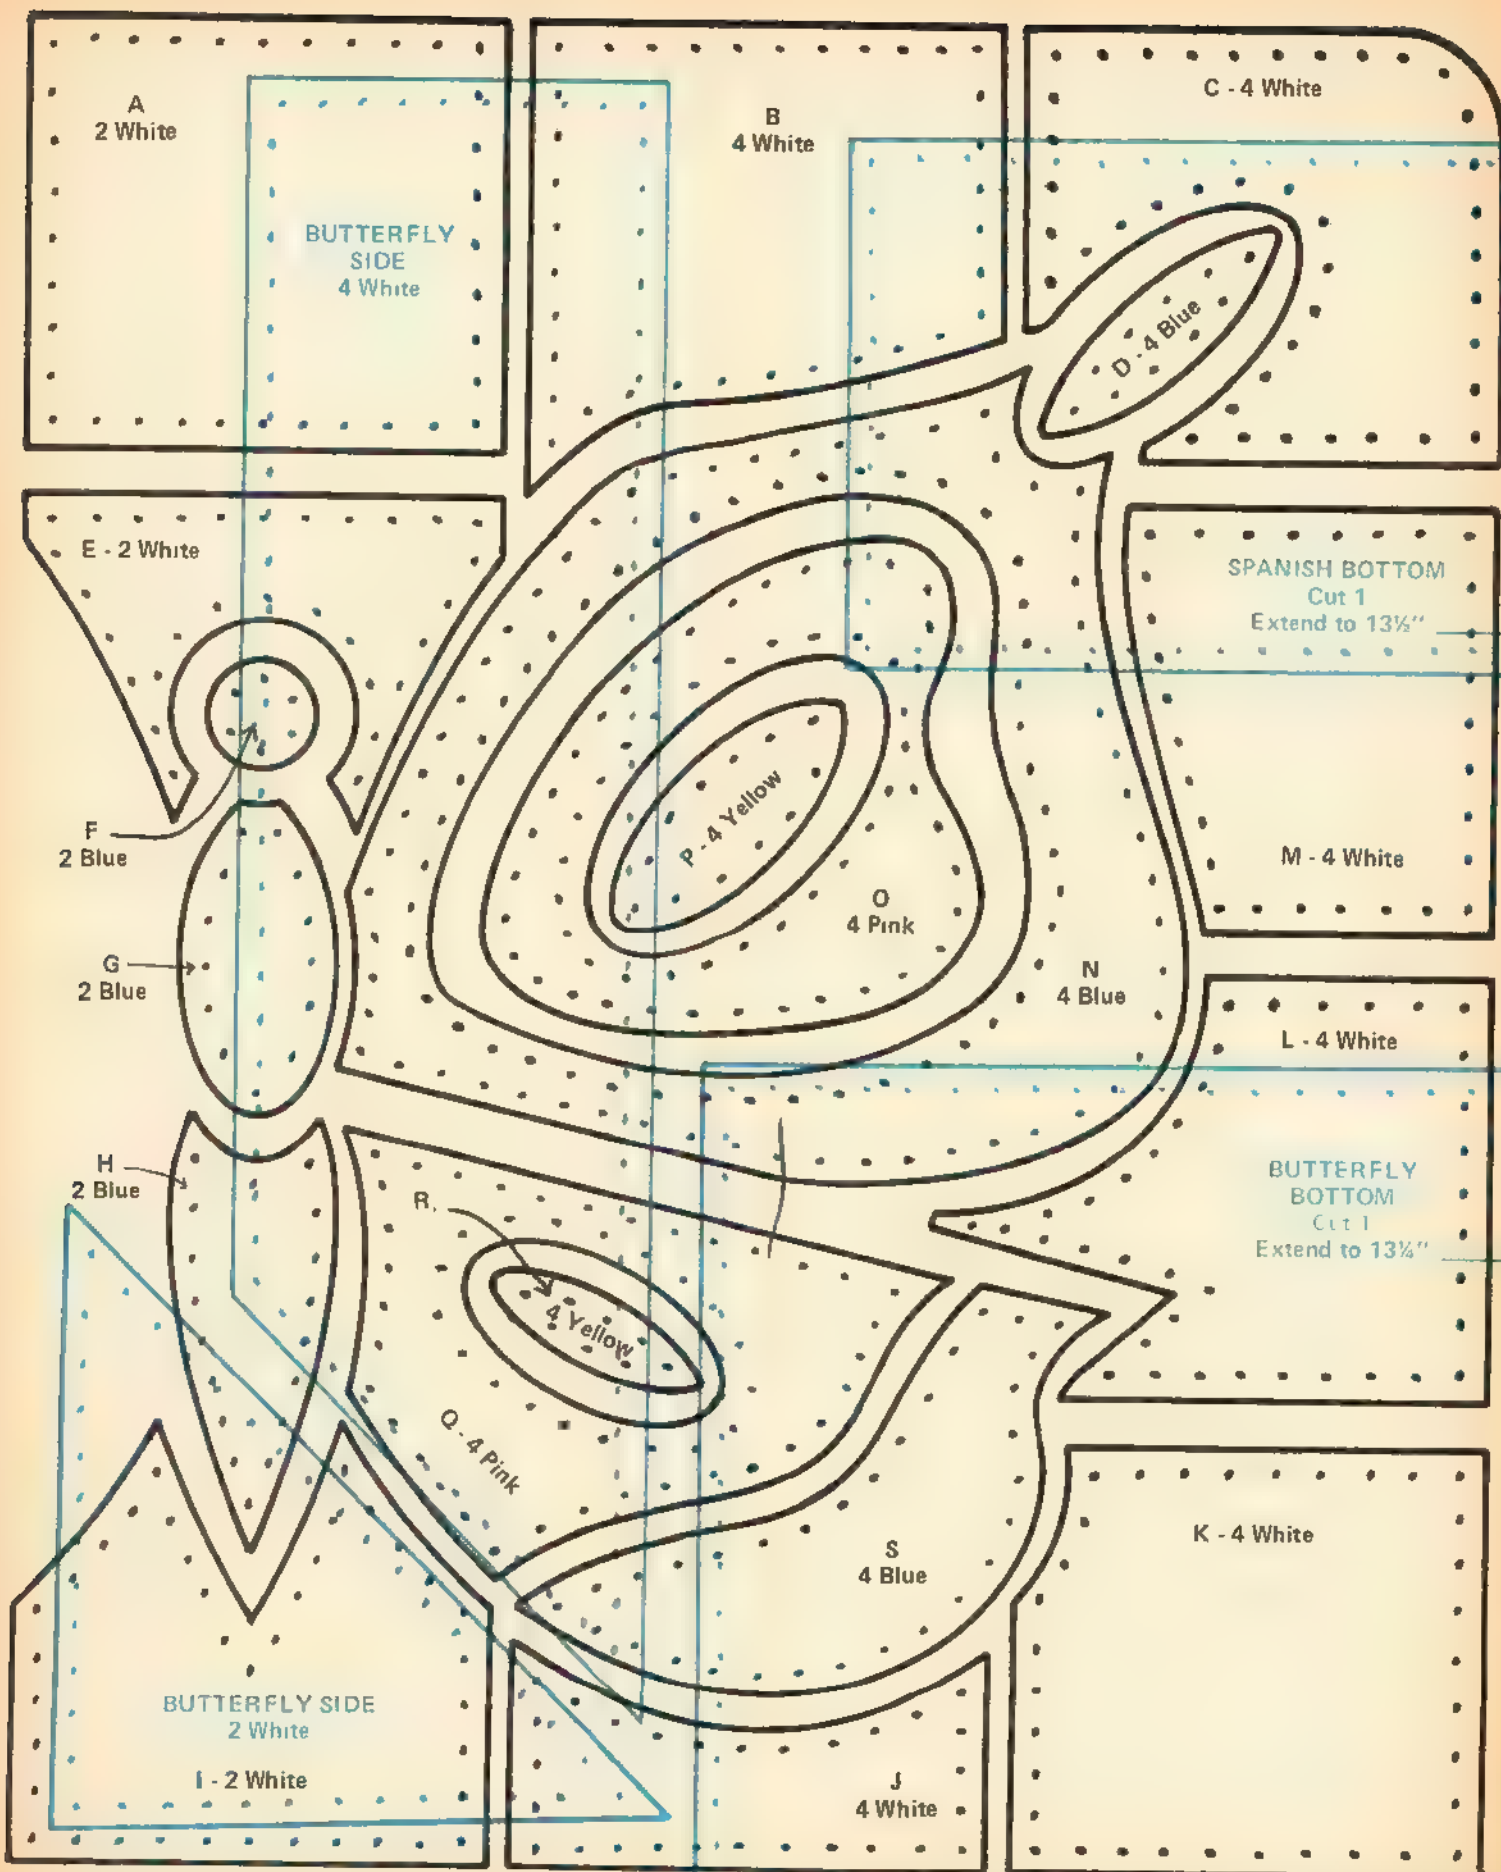 A
2 White
B
4 White
C - 4 White
BUTTERFLY
SIDE
4 White
D - 4 Blue
E - 2 White
SPANISH BOTTOM
Cut 1
Extend to 13½"
F
2 Blue
P - 4 Yellow
M - 4 White
O
4 Pink
G
2 Blue
N
4 Blue
L - 4 White
H
2 Blue
R.
4 Yellow
BUTTERFLY
BOTTOM
Cut 1
Extend to 13¼"
Q - 4 Pink
K - 4 White
S
4 Blue
BUTTERFLY SIDE
2 White
I - 2 White
J
4 White